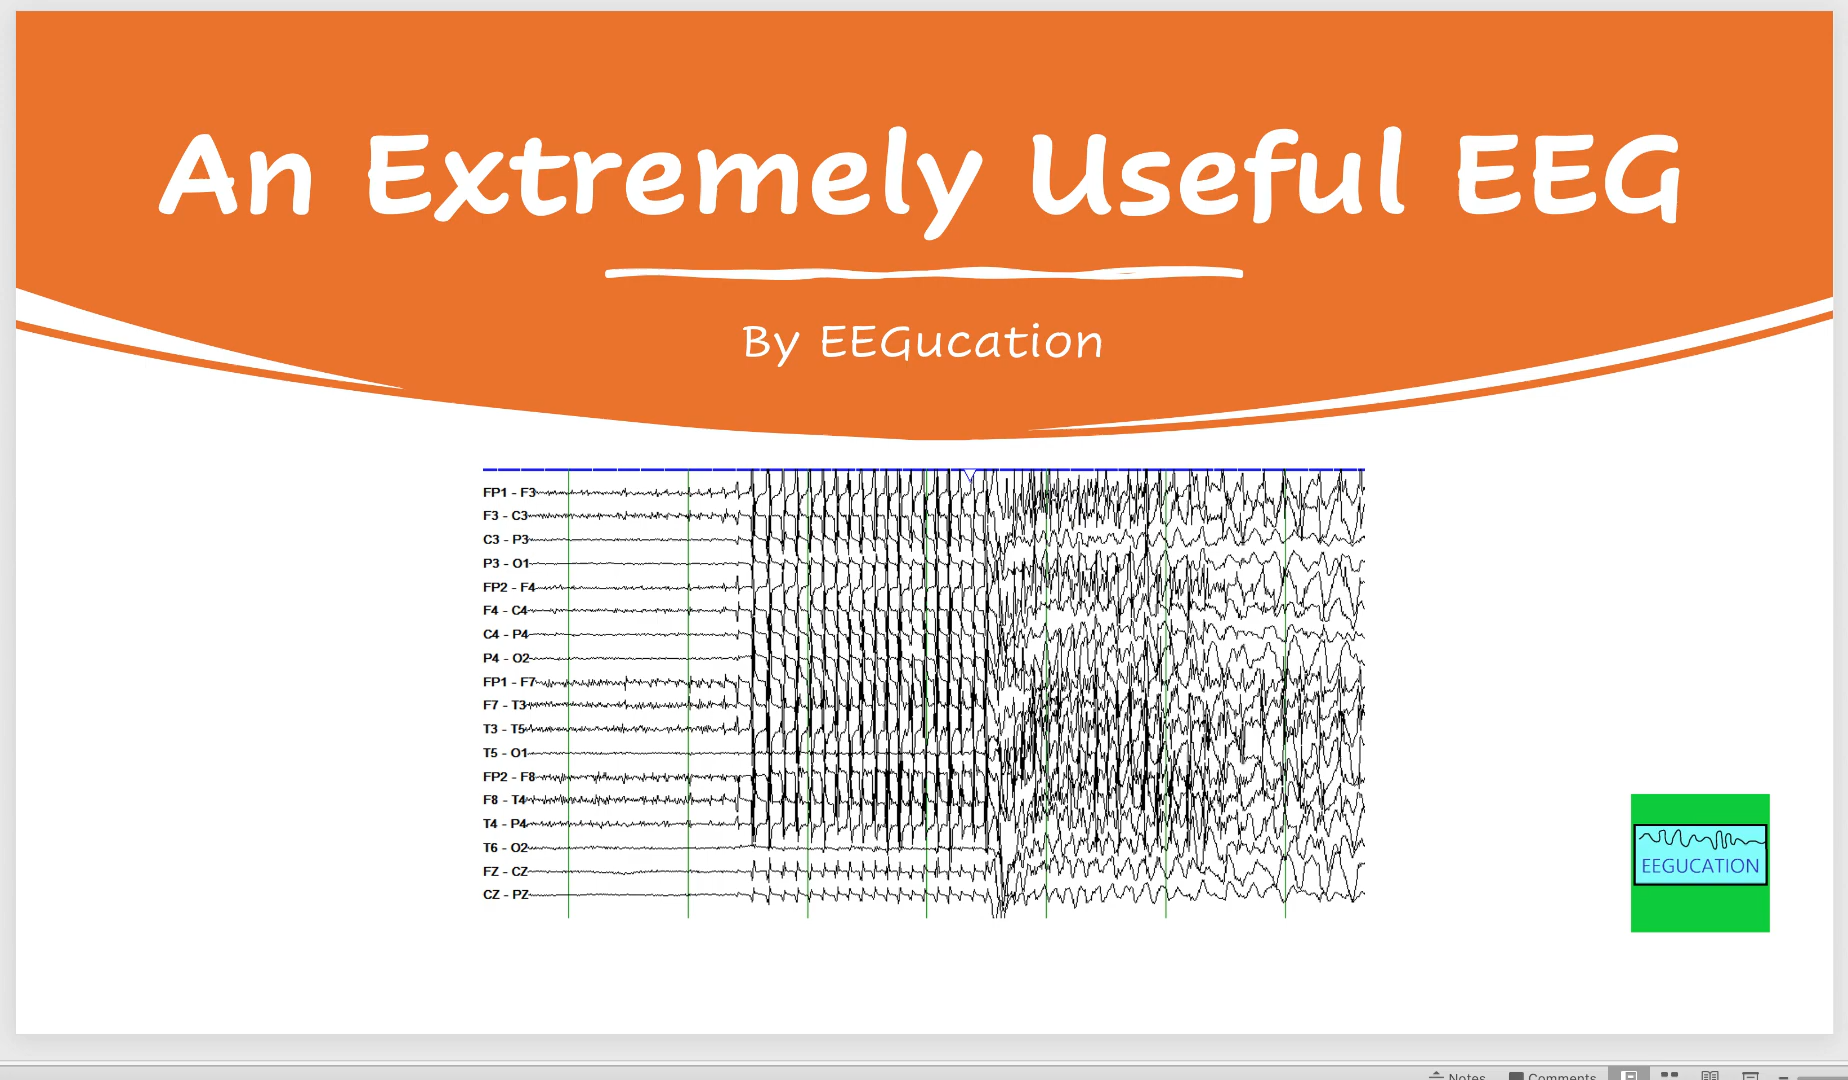 An Extremely Useful EEG
By EEGucation
FP1 - F3
F3 - C3
C3 - P3
P3 - O1
FP2 - F4
F4 - C4
C4 - P4
P4 - O2
FP1 - F7
F7 - T3
T3 - T5
T5 - O1
FP2 - F8
F8 - T4
T4 - P4
T6 - O2
FZ - CZ
CZ - PZ
EEGUCATION
Notes
Comments